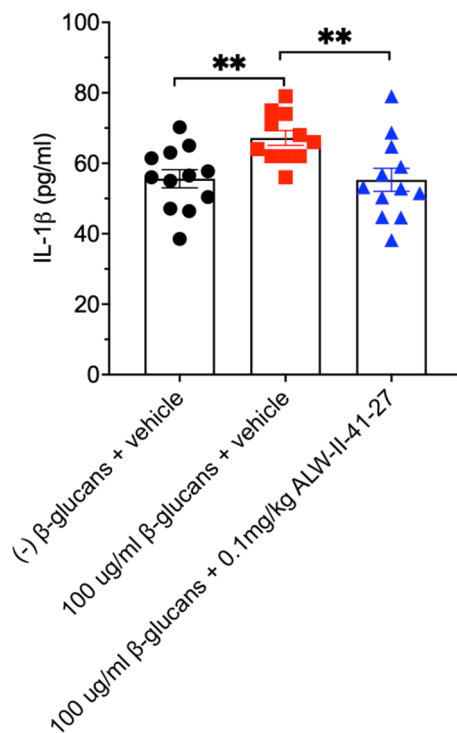 100
80
60
40
20
0
IL-1β (pg/ml)
**
**
(-) β-glucans + vehicle
100 ug/ml β-glucans + vehicle
100 ug/ml β-glucans + 0.1mg/kg ALW-II-41-27